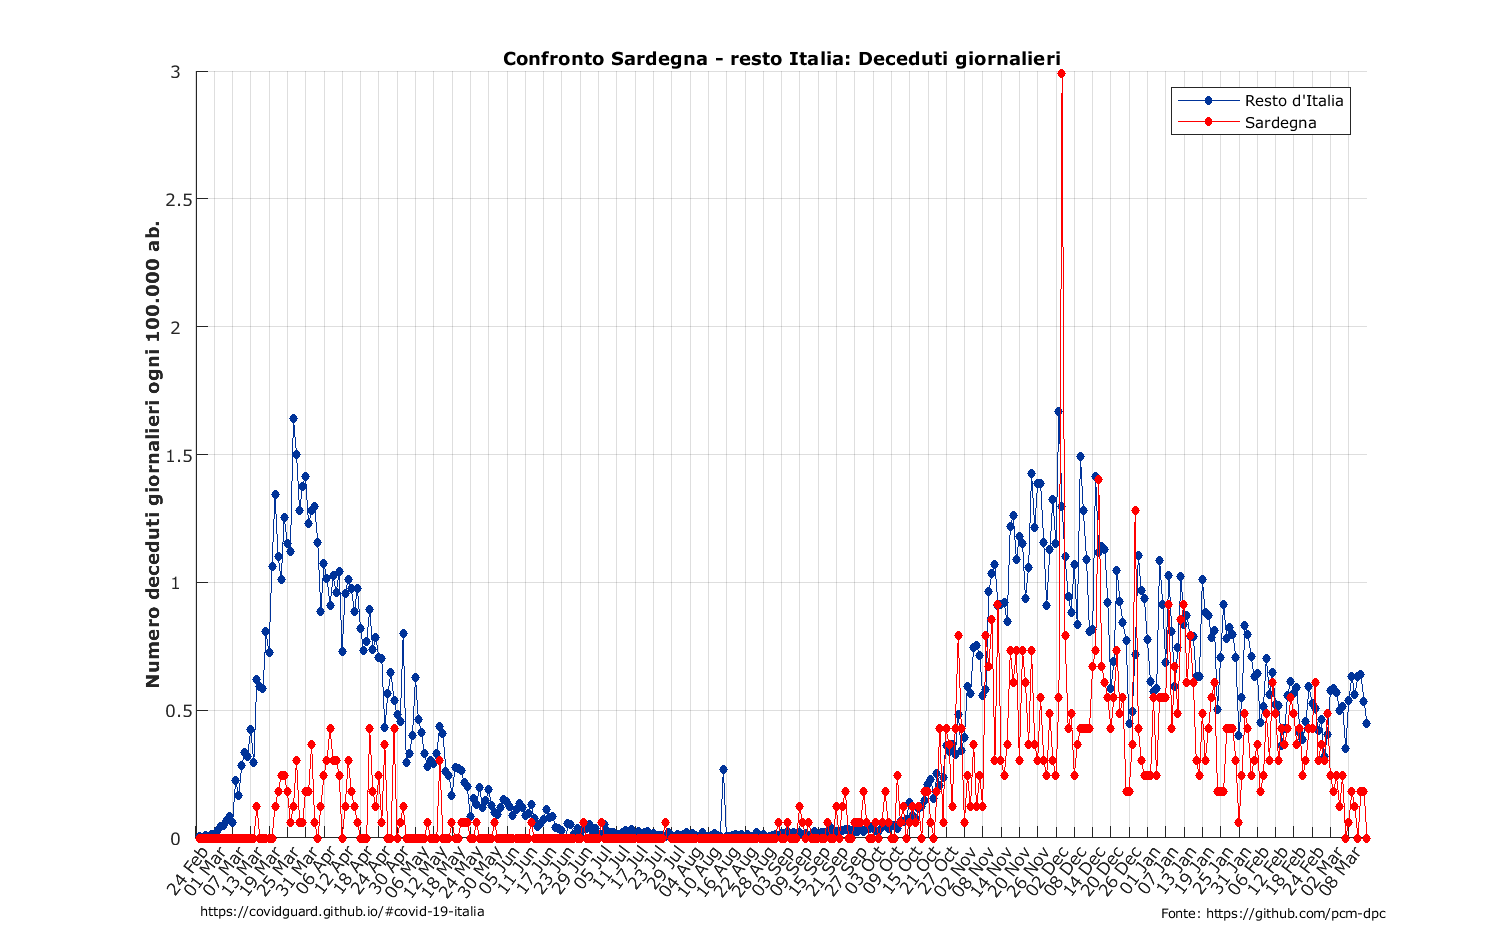 Confronto Sardegna - resto Italia: Deceduti giornalieri
Resto d'Italia
Sardegna
Numero deceduti giornalieri ogni 100.000 ab.
3
2.5
2
1.5
1
0.5
0
24 Feb
01 Mar
07 Mar
13 Mar
19 Mar
25 Mar
31 Mar
06 Apr
12 Apr
18 Apr
24 Apr
30 Apr
06 May
12 May
18 May
24 May
30 May
05 Jun
11 Jun
17 Jun
23 Jun
29 Jun
05 Jul
11 Jul
17 Jul
23 Jul
29 Jul
04 Aug
10 Aug
16 Aug
22 Aug
28 Aug
03 Sep
09 Sep
15 Sep
21 Sep
27 Sep
03 Oct
09 Oct
15 Oct
21 Oct
27 Oct
02 Nov
08 Nov
14 Nov
20 Nov
26 Nov
02 Dec
08 Dec
14 Dec
20 Dec
26 Dec
01 Jan
07 Jan
13 Jan
19 Jan
25 Jan
31 Jan
06 Feb
12 Feb
18 Feb
24 Feb
02 Mar
08 Mar
https://covidguard.github.io/#covid-19-italia
Fonte: https://github.com/pcm-dpc